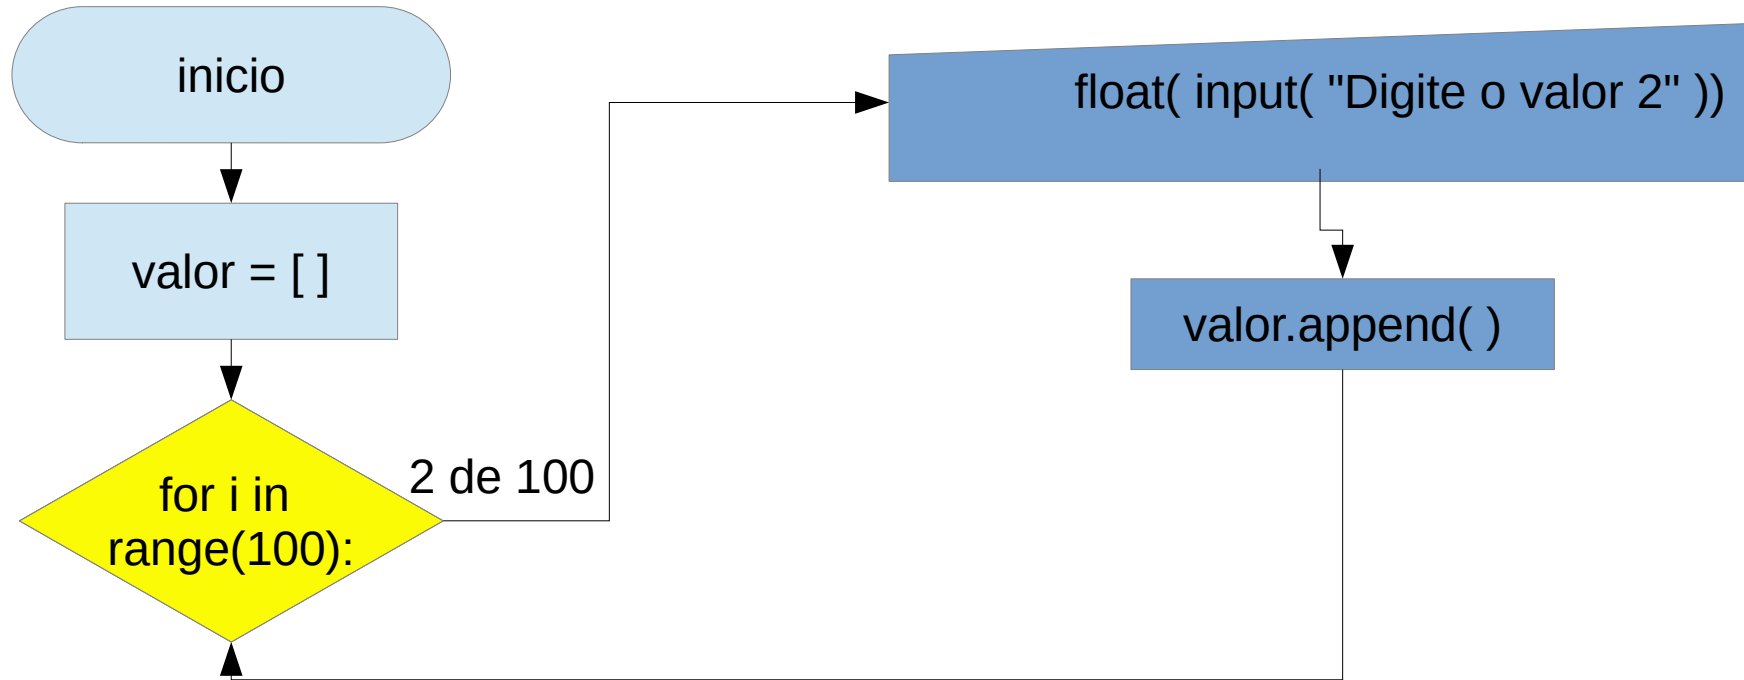 inicio
float( input( "Digite o valor 2" ))
valor = [ ]
valor.append( )
2 de 100
for i in
range(100):